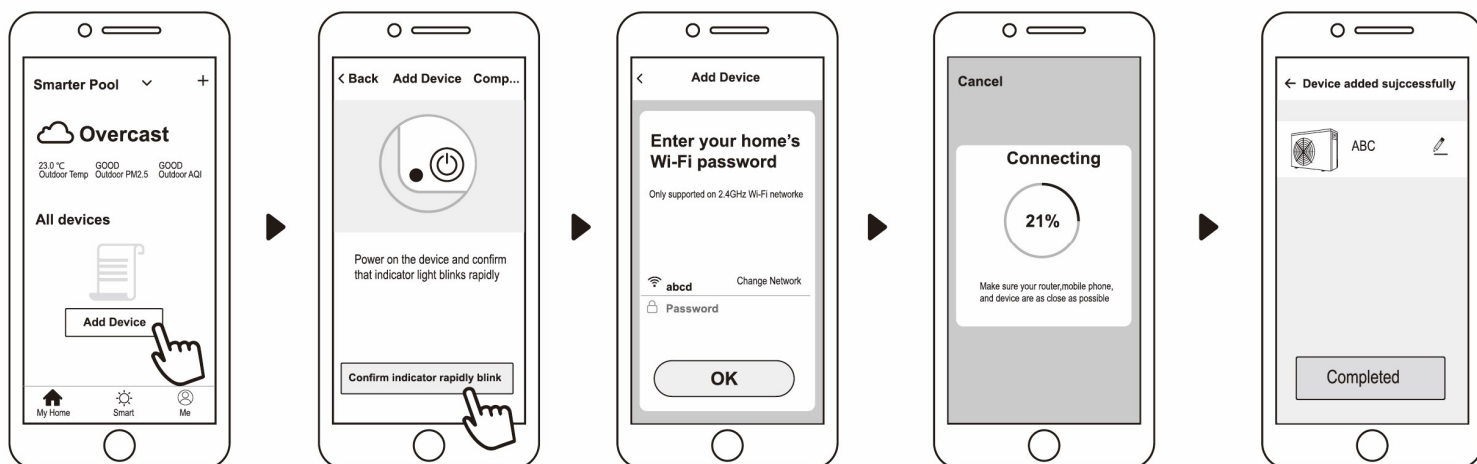 Smarter Pool +
Overcast
23.0 ℃ GOOD GOOD
Outdoor Temp Outdoor PM2.5 Outdoor AQI
All devices
Add Device
My Home Smart Me
< Back Add Device Comp...
Power on the device and confirm
that indicator light blinks rapidly
Confirm indicator rapidly blink
< Add Device
Enter your home's
Wi-Fi password
Only supported on 2.4GHz Wi-Fi networke
abcd Change Network
Password
OK
Cancel
Connecting
21%
Make sure your router,mobile phone,
and device are as close as possible
← Device added sujccessfully
ABC
Completed